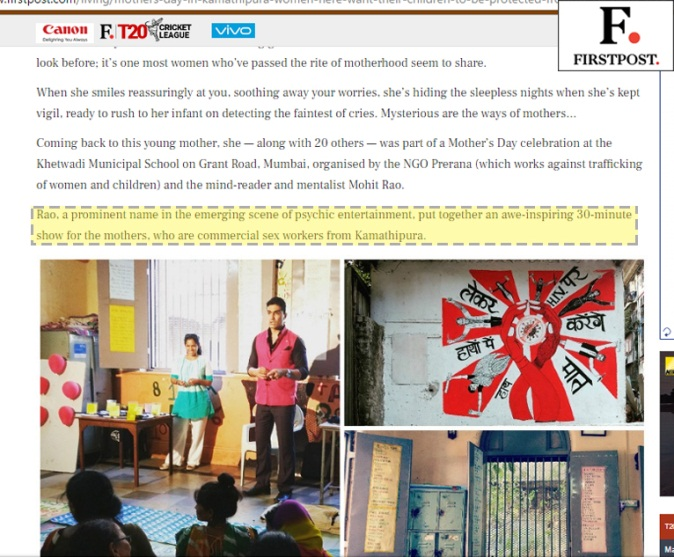 .firstpost.com/living/mothers-day-in-kamathipura-women-here-want-their-children-to-be-protected-fro
Canon
Delighting You Always
F. T20 CRICKET LEAGUE
vivo
F.
FIRSTPOST.
look before; it's one most women who've passed the rite of motherhood seem to share.
When she smiles reassuringly at you, soothing away your worries, she's hiding the sleepless nights when she's kept
vigil, ready to rush to her infant on detecting the faintest of cries. Mysterious are the ways of mothers…
Coming back to this young mother, she — along with 20 others — was part of a Mother's Day celebration at the
Khetwadi Municipal School on Grant Road, Mumbai, organised by the NGO Prerana (which works against trafficking
of women and children) and the mind-reader and mentalist Mohit Rao.
Rao, a prominent name in the emerging scene of psychic entertainment, put together an awe-inspiring 30-minute
show for the mothers, who are commercial sex workers from Kamathipura.
8
लेकर
H.I.V. पर
हाथों में
करेंगे
हाथ
मात
T2